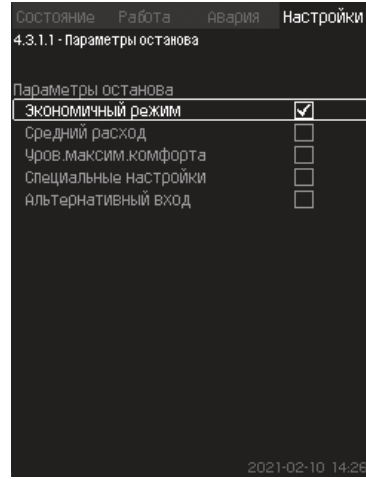 Состояние Работа Авария Настройки
4.3.1.1 - Параметры останова
Параметры останова
Экономичный режим
Средний расход
Уров.максим.комфорта
Специальные настройки
Альтернативный вход
2021-02-10 14:26